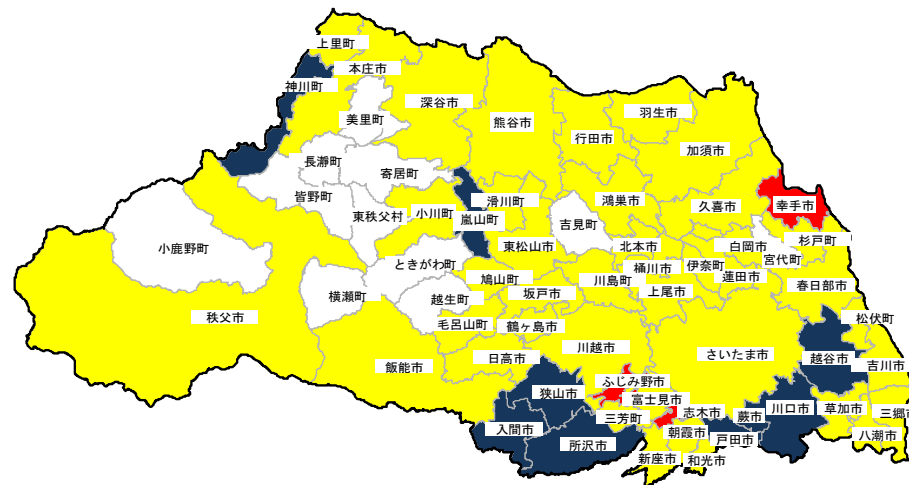 上里町
本庄市
神川町
深谷市
羽生市
美里町
熊谷市
行田市
加須市
長瀞町
寄居町
皆野町
滑川町
鴻巣市
久喜市
幸手市
東秩父村
小川町
嵐山町
吉見町
小鹿野町
東松山市
北本市
白岡市
杉戸町
ときがわ町
鳩山町
桶川市
伊奈町
宮代町
川島町
蓮田市
横瀬町
越生町
坂戸市
上尾市
春日部市
秩父市
毛呂山町
鶴ヶ島市
松伏町
日高市
川越市
さいたま市
越谷市
飯能市
吉川市
ふじみ野市
狭山市
富士見市
三芳町
志木市
蕨市
川口市
草加市
三郷市
入間市
所沢市
朝霞市
戸田市
八潮市
新座市
和光市